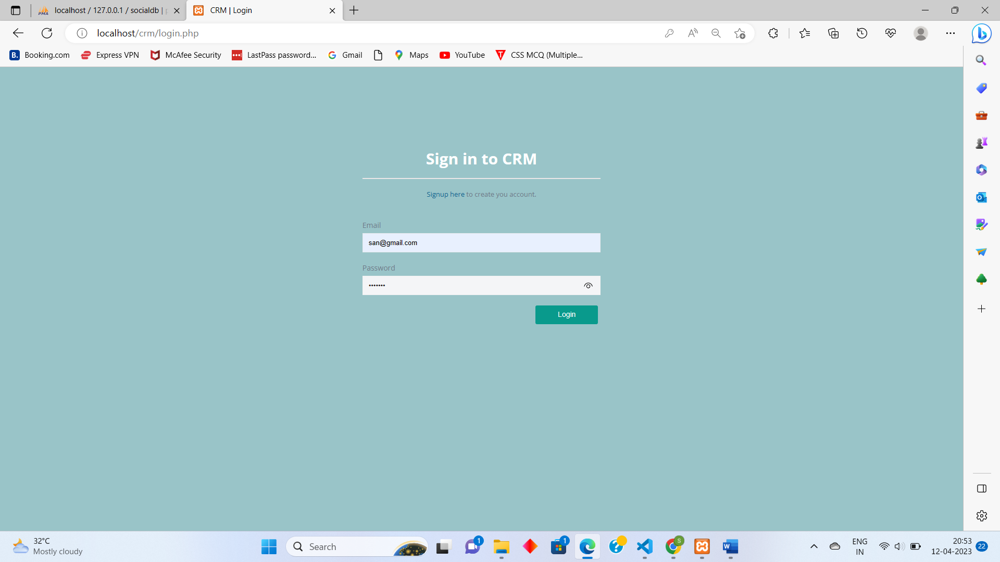 localhost / 127.0.0.1 / socialdb | p
CRM | Login
localhost/crm/login.php
Booking.com
Express VPN
McAfee Security
LastPass password...
Gmail
Maps
YouTube
CSS MCQ (Multiple...
Sign in to CRM
Signup here to create you account.
Email
san@gmail.com
Password
Login
32°C
Mostly cloudy
Search
1
1
S
ENG
IN
20:53
12-04-2023
22